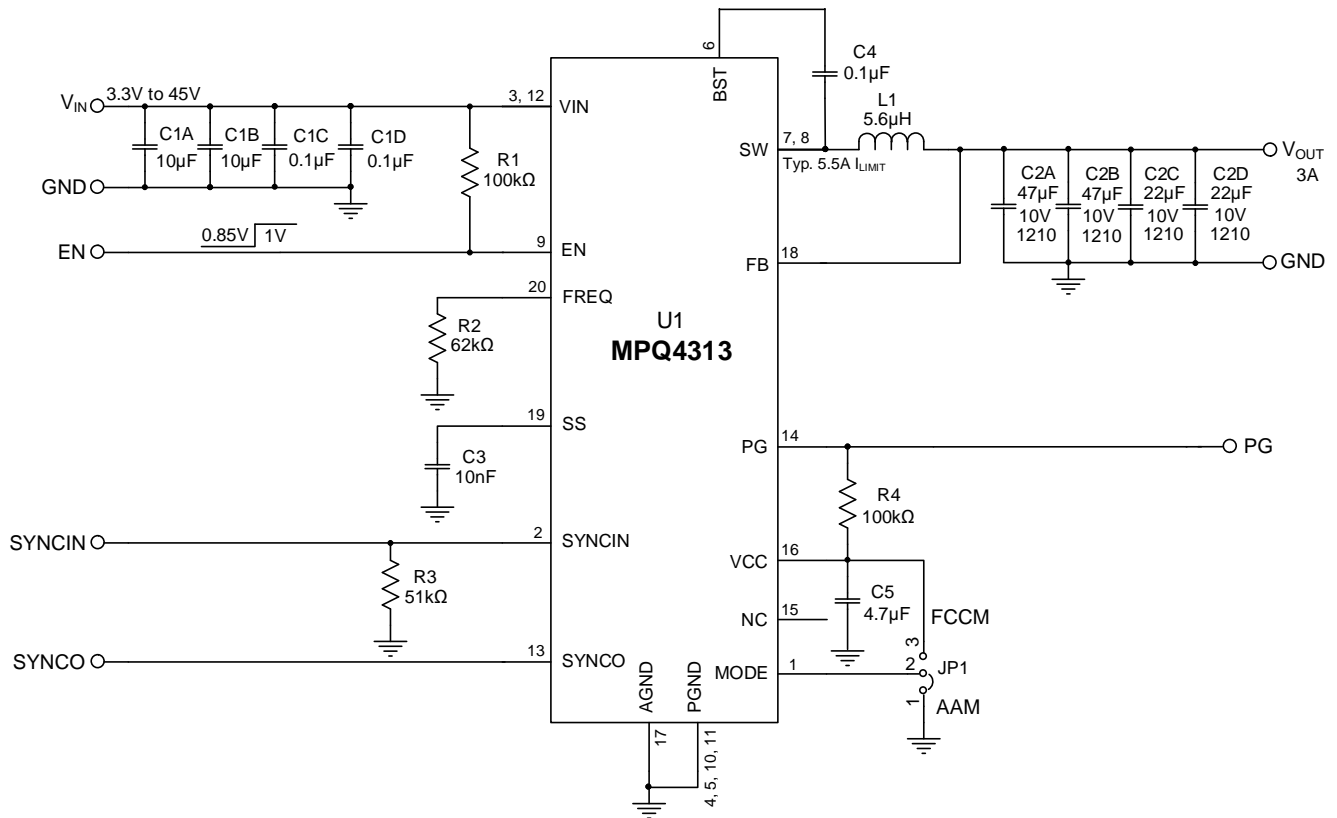 V_IN
3.3V to 45V
C1A
10µF
C1B
10µF
C1C
0.1µF
C1D
0.1µF
GND
R1
100kΩ
3, 12
VIN
6
BST
C4
0.1µF
L1
5.6µH
7, 8
SW
Typ. 5.5A I_LIMIT
V_OUT
3A
C2A
47µF
10V
1210
C2B
47µF
10V
1210
C2C
22µF
10V
1210
C2D
22µF
10V
1210
GND
EN
0.85V
1V
9
EN
FB
18
20
FREQ
R2
62kΩ
U1
MPQ4313
19
SS
C3
10nF
PG
14
PG
R4
100kΩ
SYNCIN
2
SYNCIN
R3
51kΩ
VCC
16
C5
4.7µF
NC
15
FCCM
SYNCO
13
SYNCO
MODE
1
3
2
1
JP1
AAM
AGND
PGND
17
4, 5, 10, 11